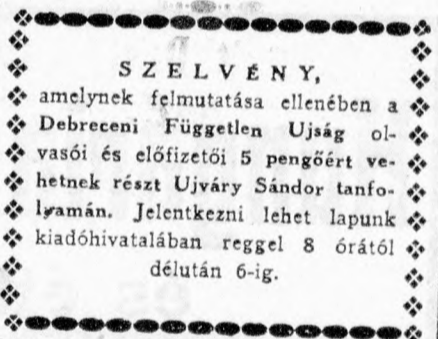 SZELVÉNY,
amelynek felmutatása ellenében a
Debreceni Független Ujság ol-
vasói és előfizetői 5 pengőért ve-
hetnek részt Ujváry Sándor tanfo-
lyamán. Jelentkezni lehet lapunk
kiadóhivatalában reggel 8 órától
délután 6-ig.